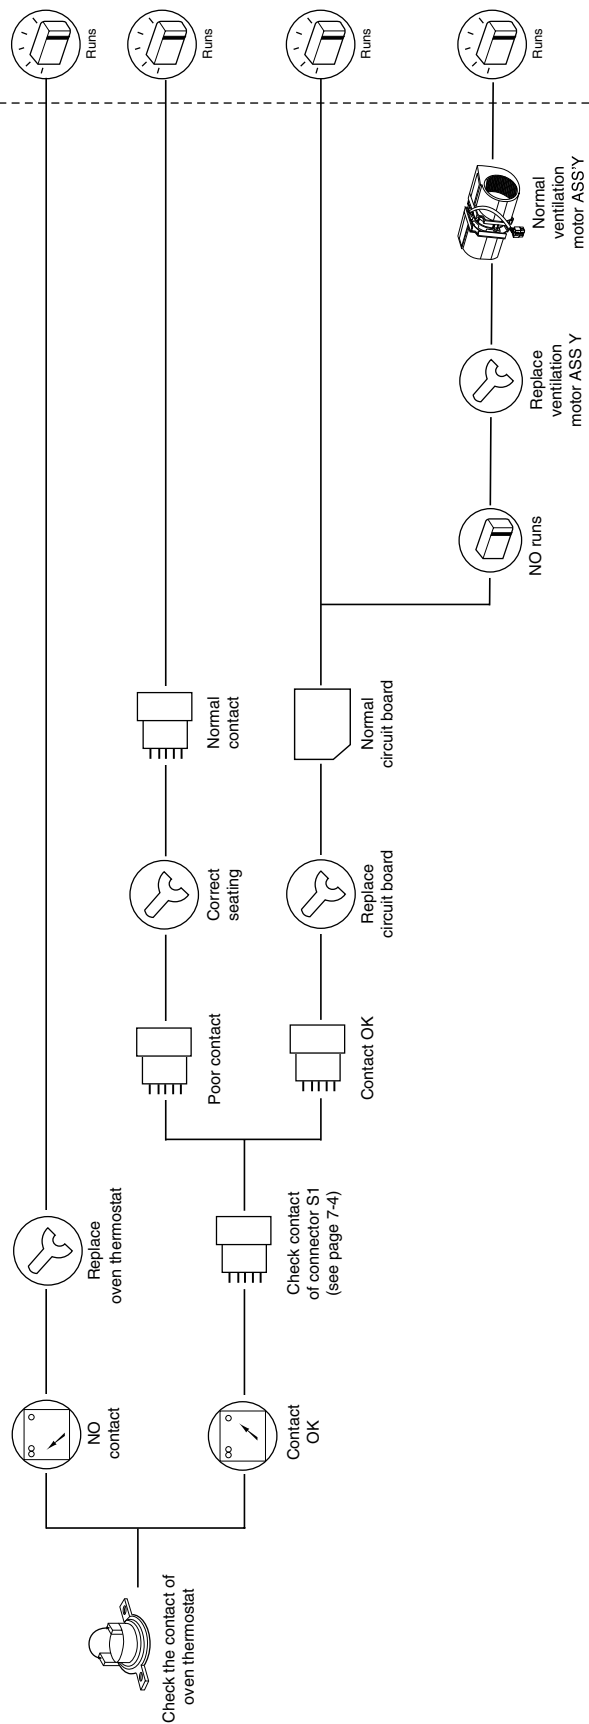 Check the contact of
oven thermostat
NO
contact
Replace
oven thermostat
Runs
Contact
OK
Check contact
of connector S1
(see page 7-4)
Poor contact
Correct
seating
Normal
contact
Runs
Contact OK
Replace
circuit board
Normal
circuit board
Runs
NO runs
Replace
ventilation
motor ASS Y
Normal
ventilation
motor ASS'Y
Runs